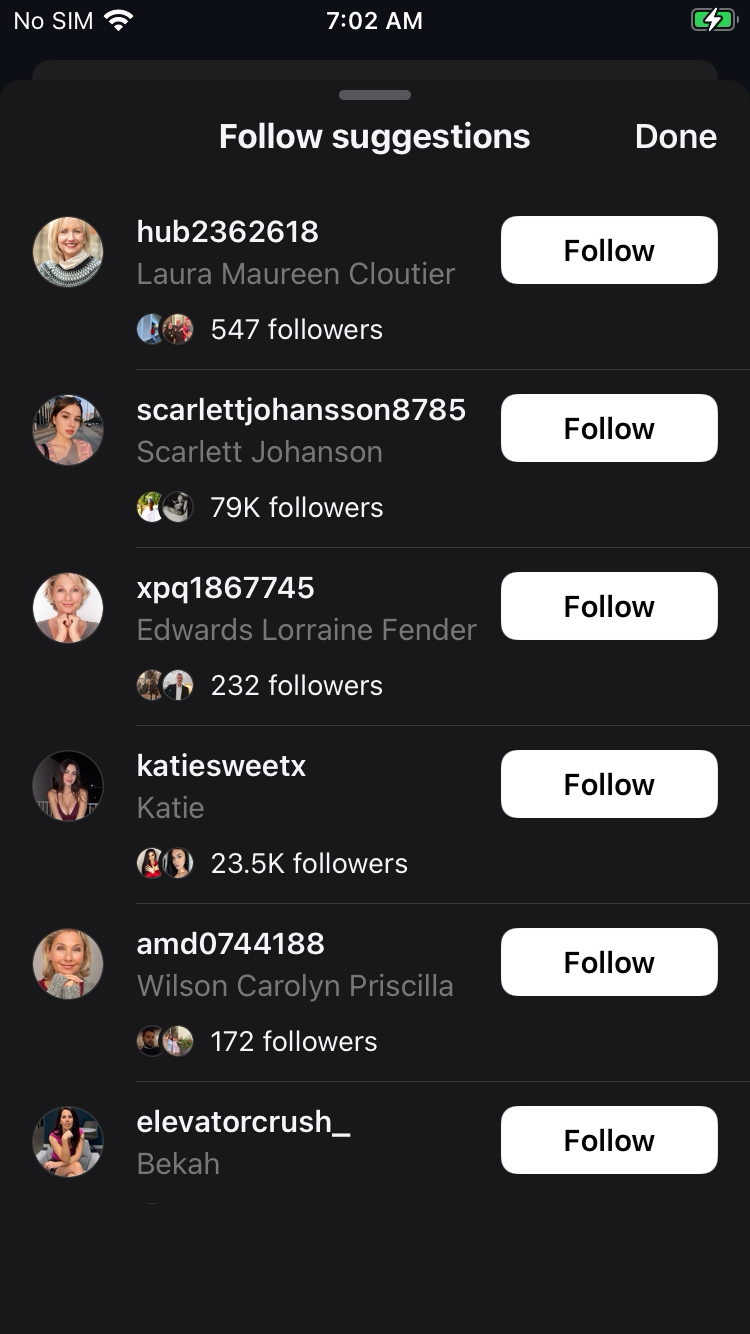 No SIM 7:02 AM
Follow suggestions Done
hub2362618
Laura Maureen Cloutier
Follow
547 followers
scarlettjohansson8785
Scarlett Johanson
Follow
79K followers
xpq1867745
Edwards Lorraine Fender
Follow
232 followers
katiesweetx
Katie
Follow
23.5K followers
amd0744188
Wilson Carolyn Priscilla
Follow
172 followers
elevatorcrush_
Bekah
Follow